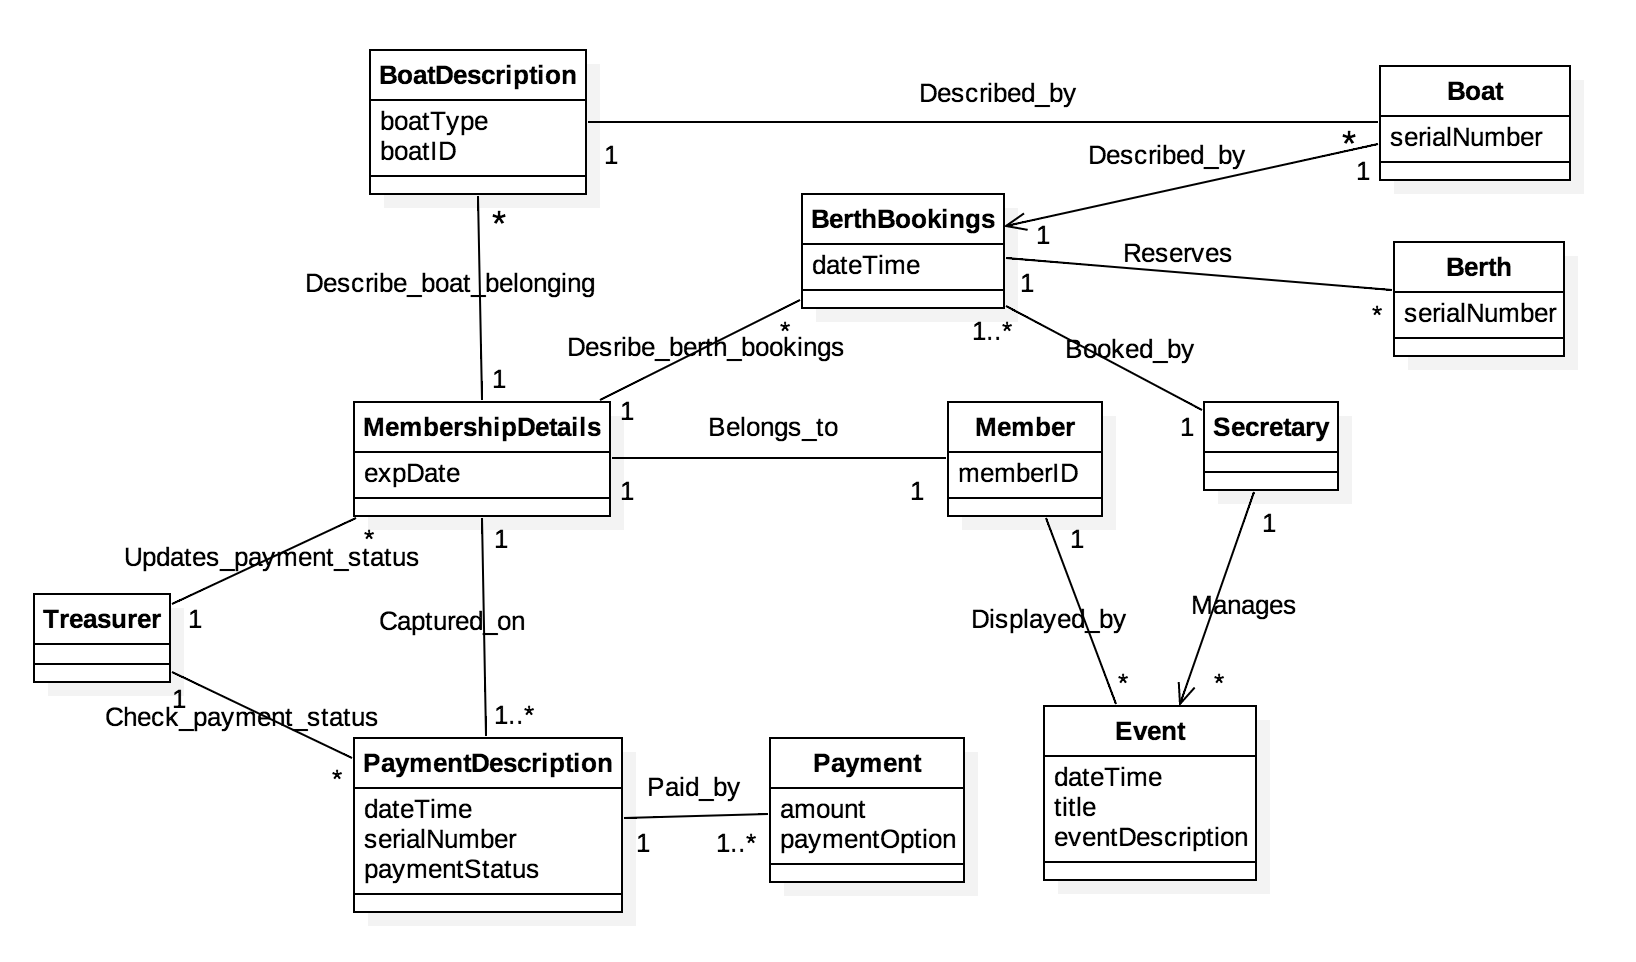 BoatDescription
boatType
boatID
Described_by
1
*
Boat
serialNumber
Described_by
1
1
BerthBookings
dateTime
Reserves
1
*
Berth
serialNumber
*
Describe_boat_belonging
1
*
Desribe_berth_bookings
1
1..*
Booked_by
1
MembershipDetails
expDate
Belongs_to
1
1
Member
memberID
Secretary
*
Updates_payment_status
1
Treasurer
1
Captured_on
1..*
1
Check_payment_status
*
1
Displayed_by
*
1
Manages
*
PaymentDescription
dateTime
serialNumber
paymentStatus
Paid_by
1
1..*
Payment
amount
paymentOption
Event
dateTime
title
eventDescription